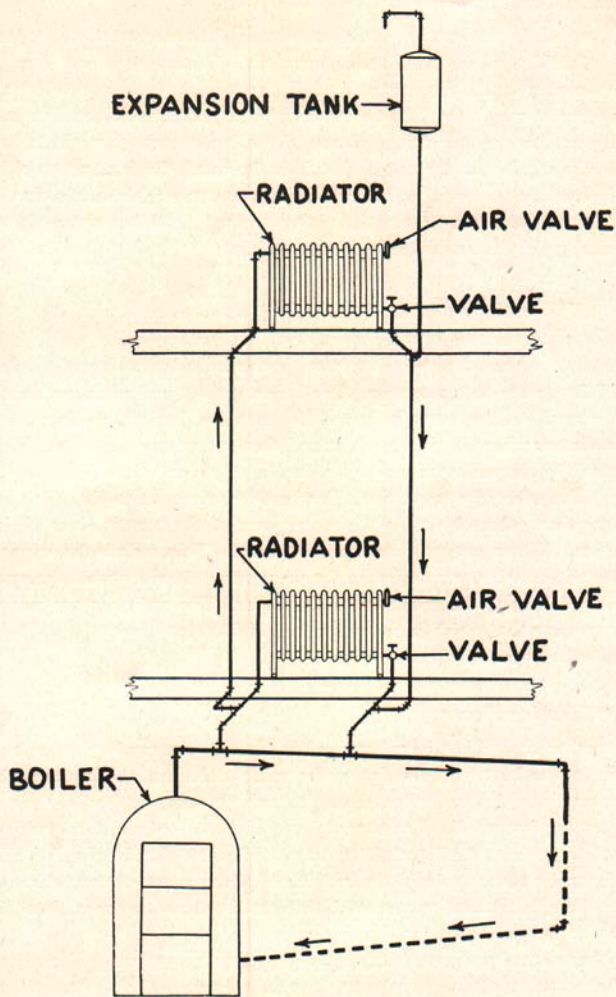 EXPANSION TANK
RADIATOR
AIR VALVE
VALVE
RADIATOR
AIR VALVE
VALVE
BOILER